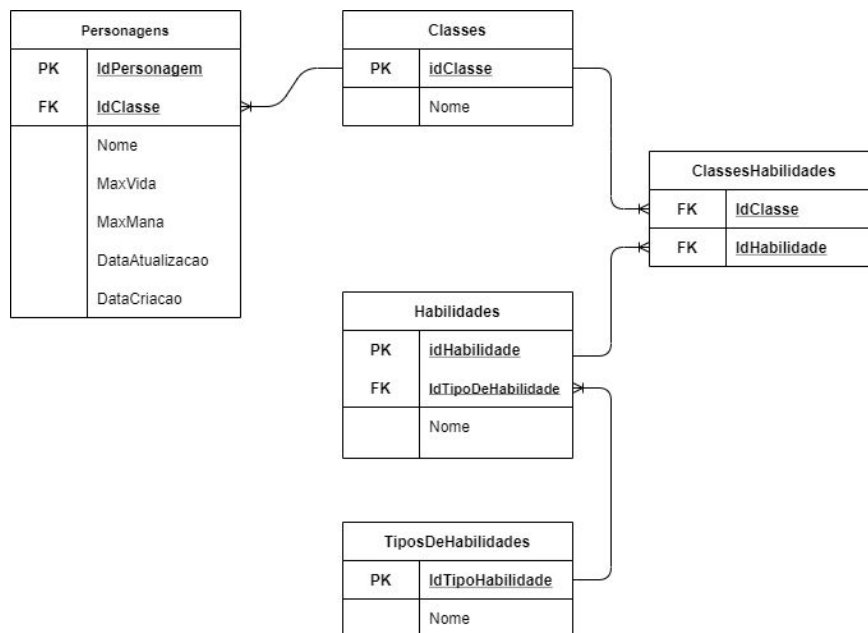 Personagens
PK IdPersonagem
FK IdClasse
Nome
MaxVida
MaxMana
DataAtualizacao
DataCriacao
Classes
PK idClasse
Nome
ClassesHabilidades
FK IdClasse
FK IdHabilidade
Habilidades
PK idHabilidade
FK IdTipoDeHabilidade
Nome
TiposDeHabilidades
PK IdTipoHabilidade
Nome